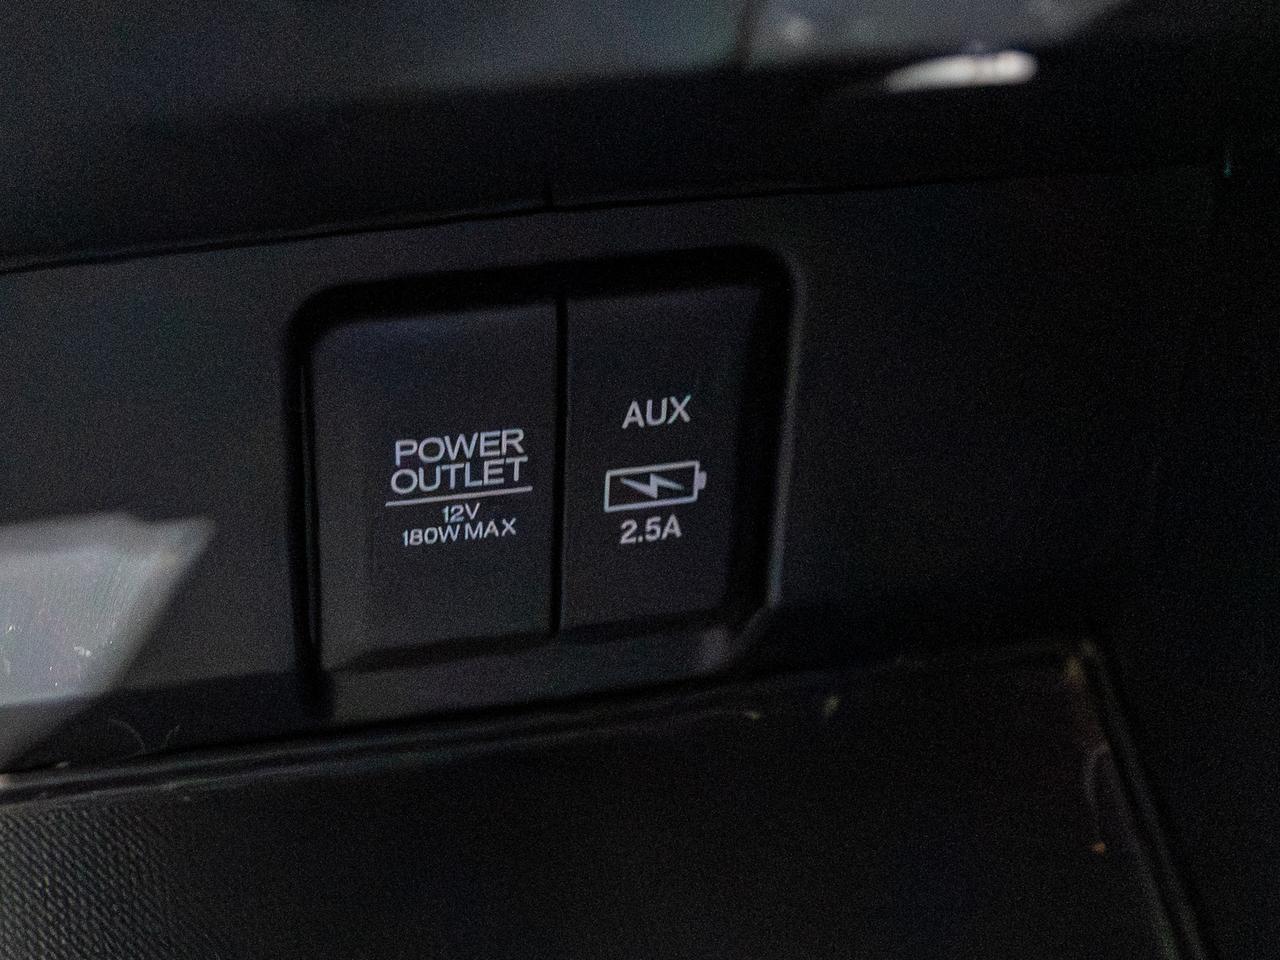 POWER
OUTLET
12V
180W MAX
AUX
2.5A